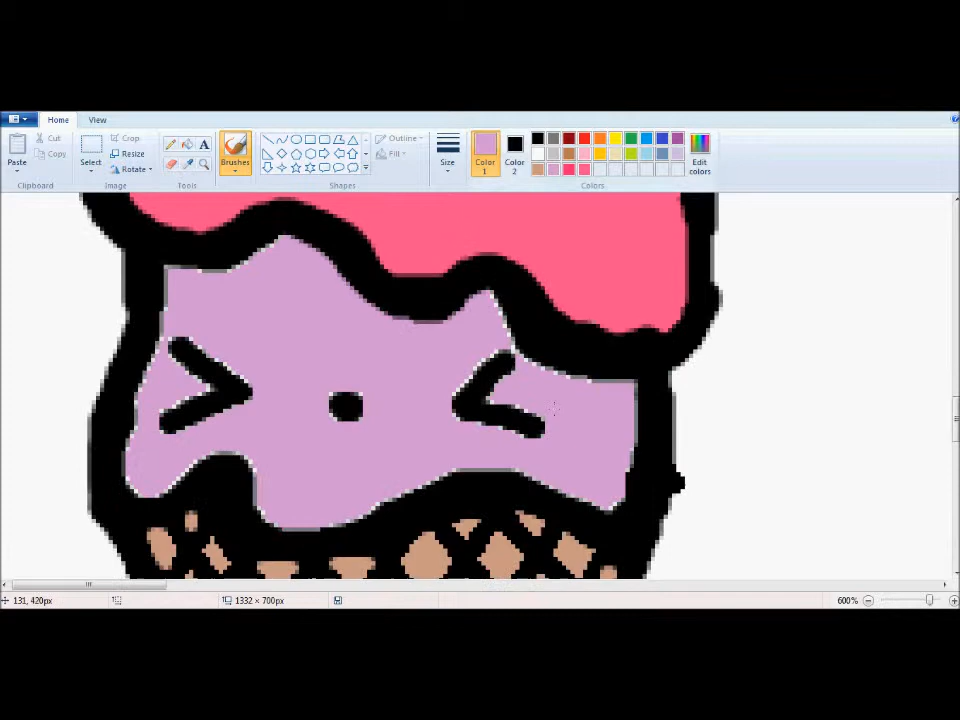 Home View
Cut
Copy
Paste
Clipboard
Crop
Resize
Rotate
Select
Image
A
Tools
Brushes
Outline
Fill
Shapes
Size
Color 1
Color 2
Edit colors
Colors
131, 420px
1332 × 700px
600%